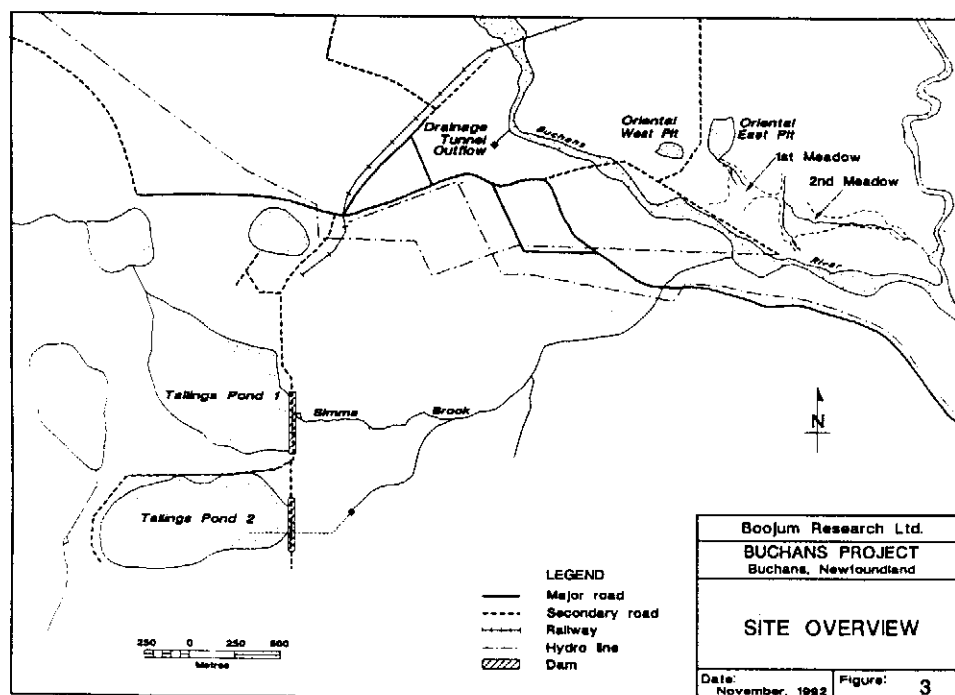 Drainage
Tunnel
Outflow
Buchans
Oriental
West Pit
Oriental
East Pit
1st Meadow
2nd Meadow
River
Tailings Pond 1
Simms
Brook
N
Tailings Pond 2
LEGEND
Major road
Secondary road
Railway
Hydro line
Dam
250 0 250 500
Metres
Boojum Research Ltd.
BUCHANS PROJECT
Buchans, Newfoundland
SITE OVERVIEW
Date:
November, 1992
Figure:
3